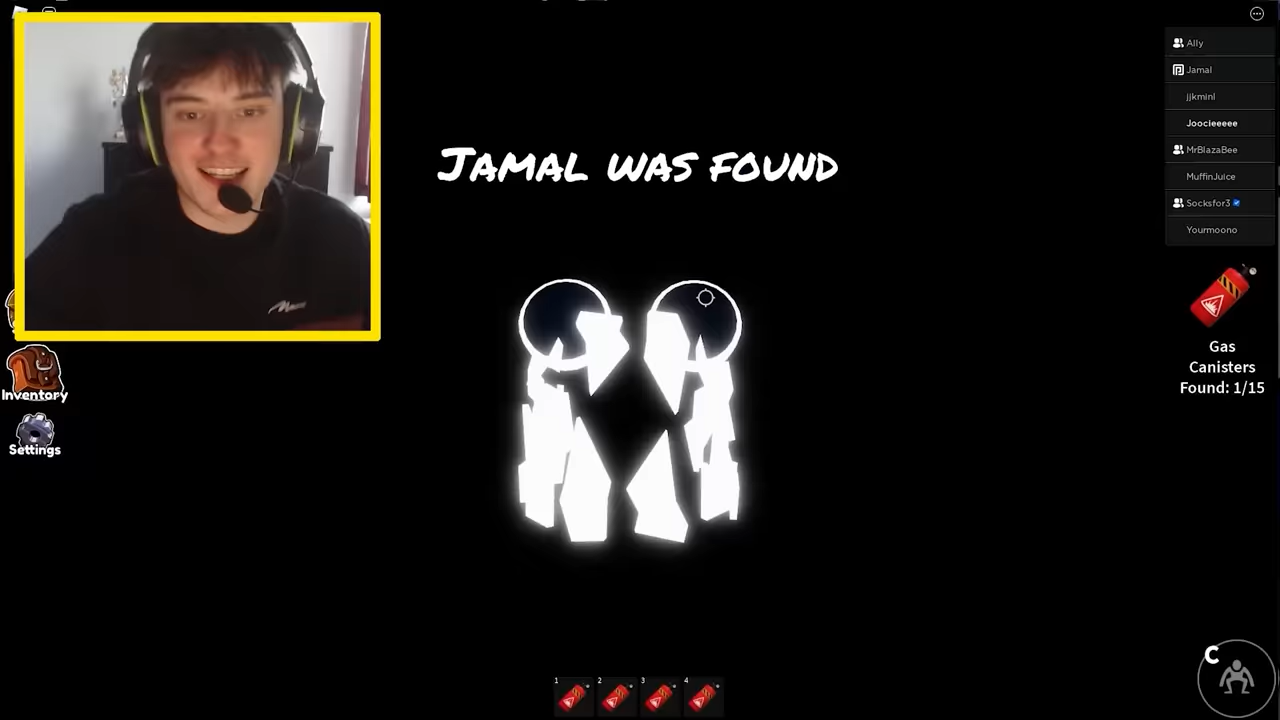 JAMAL WAS FOUND
Ally
Jamal
jjkminl
Joocieeeee
MrBlazaBee
MuffinJuice
Socksfor3
Yourmoono
Gas
Canisters
Found: 1/15
Inventory
Settings
1 2 3 4
C